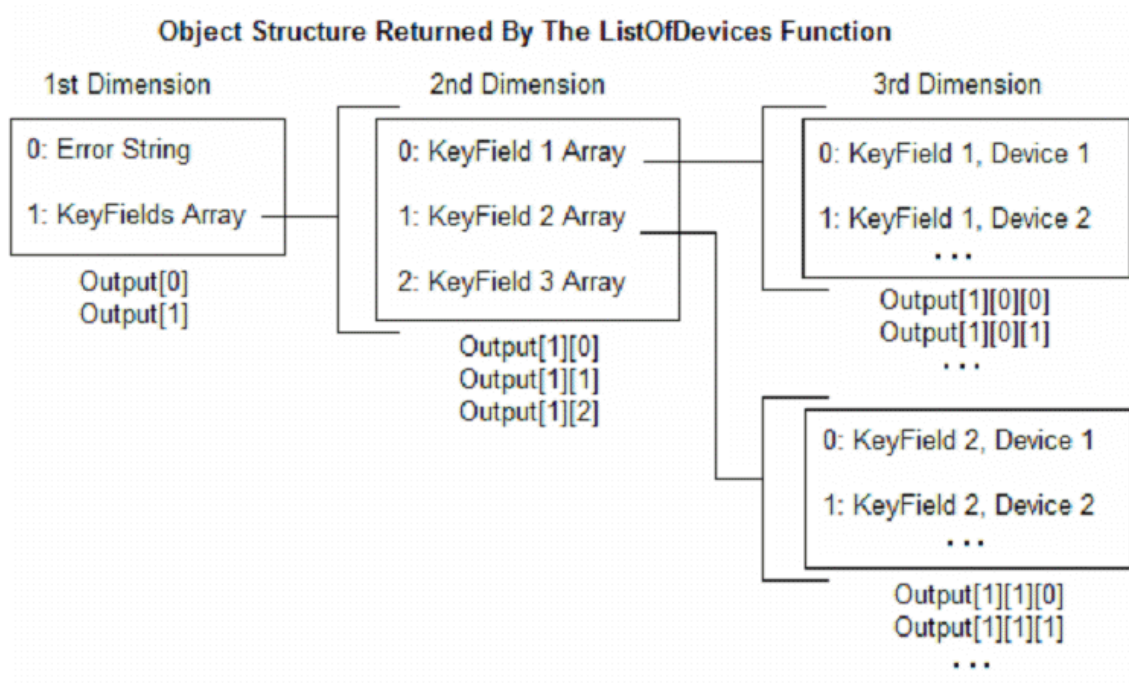 Object Structure Returned By The ListOfDevices Function
1st Dimension
0: Error String
1: KeyFields Array
Output[0]
Output[1]
2nd Dimension
0: KeyField 1 Array
1: KeyField 2 Array
2: KeyField 3 Array
Output[1][0]
Output[1][1]
Output[1][2]
3rd Dimension
0: KeyField 1, Device 1
1: KeyField 1, Device 2
...
Output[1][0][0]
Output[1][0][1]
...
0: KeyField 2, Device 1
1: KeyField 2, Device 2
...
Output[1][1][0]
Output[1][1][1]
...